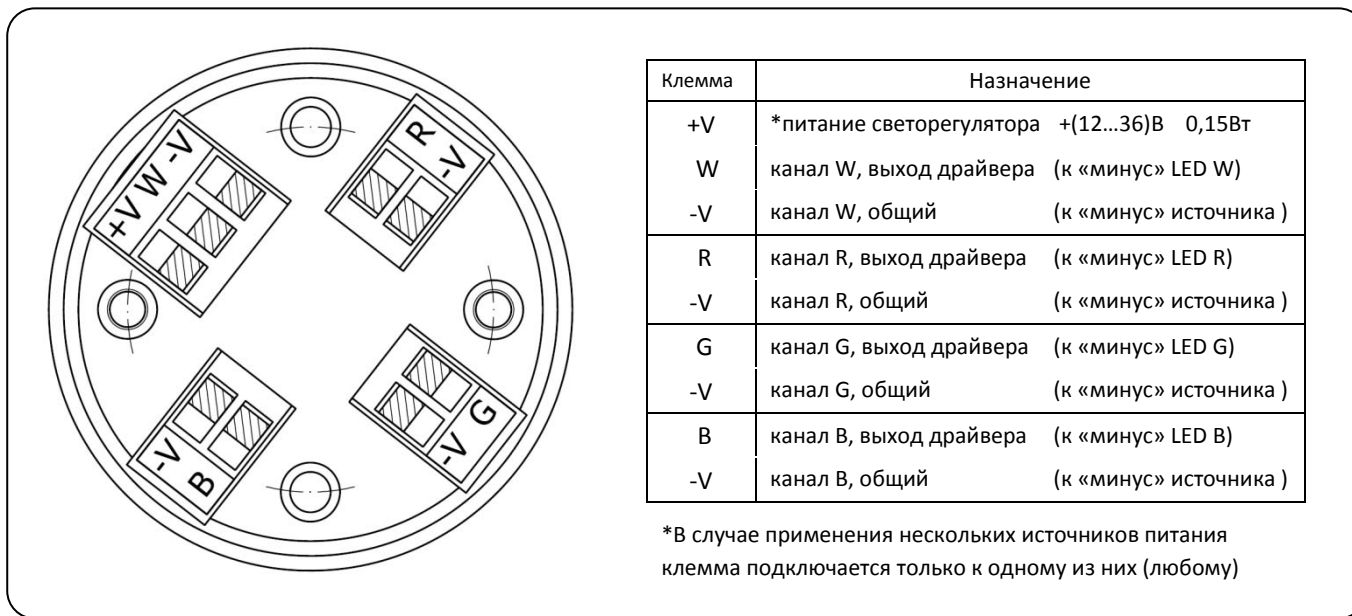 +V W -V
R
-V
-V
B
-V G
Клемма Назначение
+V *питание светорегулятора +(12...36)В 0,15Вт
W канал W, выход драйвера (к «минус» LED W)
-V канал W, общий (к «минус» источника )
R канал R, выход драйвера (к «минус» LED R)
-V канал R, общий (к «минус» источника )
G канал G, выход драйвера (к «минус» LED G)
-V канал G, общий (к «минус» источника )
B канал B, выход драйвера (к «минус» LED B)
-V канал B, общий (к «минус» источника )
*В случае применения нескольких источников питания
клемма подключается только к одному из них (любому)